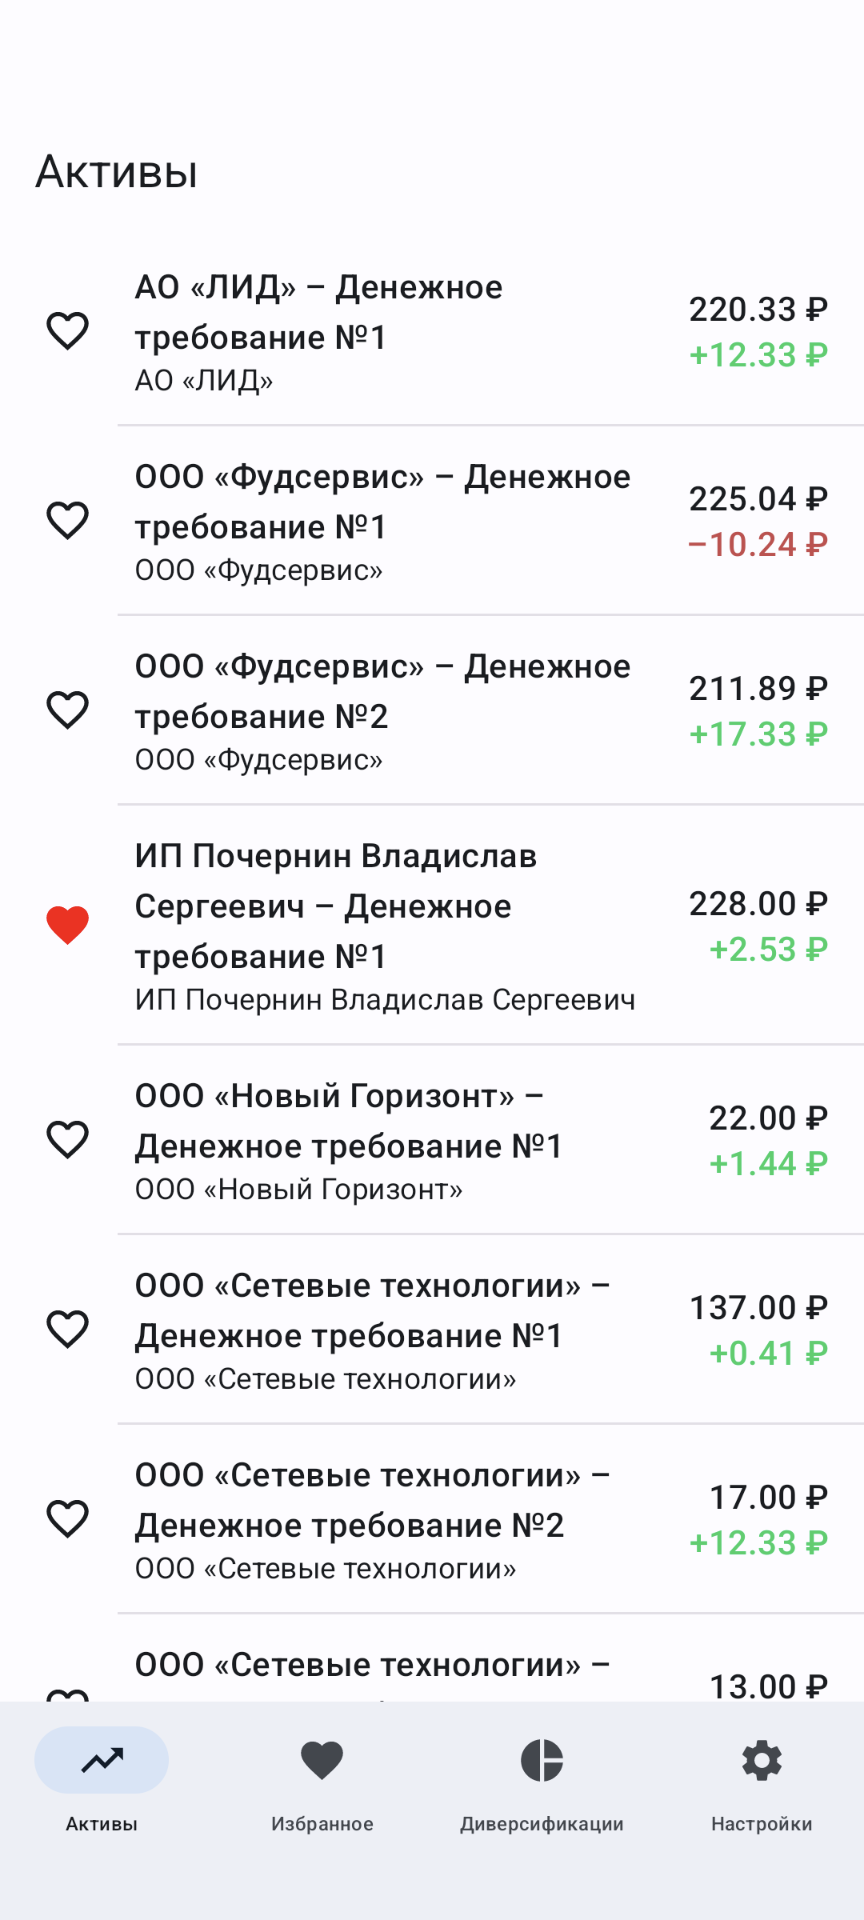 Активы
АО «ЛИД» – Денежное
требование №1
АО «ЛИД»
220.33 ₽
+12.33 ₽
ООО «Фудсервис» – Денежное
требование №1
ООО «Фудсервис»
225.04 ₽
−10.24 ₽
ООО «Фудсервис» – Денежное
требование №2
ООО «Фудсервис»
211.89 ₽
+17.33 ₽
ИП Почернин Владислав
Сергеевич – Денежное
требование №1
ИП Почернин Владислав Сергеевич
228.00 ₽
+2.53 ₽
ООО «Новый Горизонт» –
Денежное требование №1
ООО «Новый Горизонт»
22.00 ₽
+1.44 ₽
ООО «Сетевые технологии» –
Денежное требование №1
ООО «Сетевые технологии»
137.00 ₽
+0.41 ₽
ООО «Сетевые технологии» –
Денежное требование №2
ООО «Сетевые технологии»
17.00 ₽
+12.33 ₽
ООО «Сетевые технологии» –
13.00 ₽
Активы
Избранное
Диверсификации
Настройки